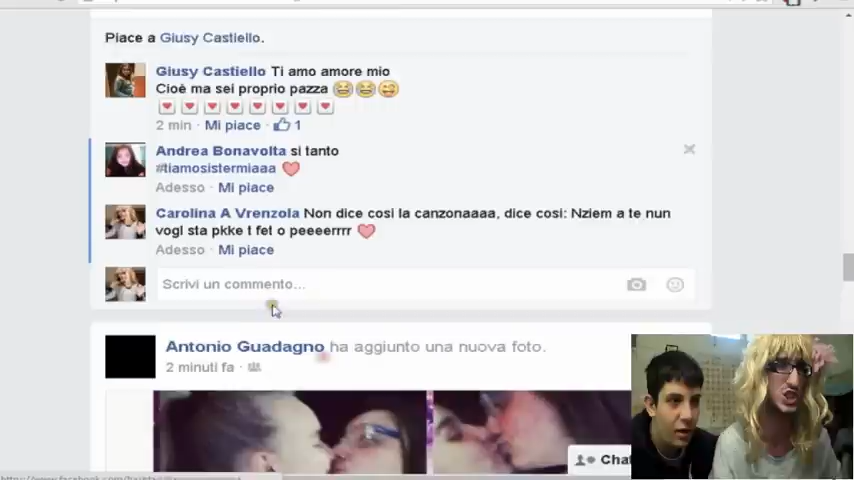 Piace a Giusy Castiello.
Giusy Castiello Ti amo amore mio
Cioè ma sei proprio pazza
2 min · Mi piace · 1
Andrea Bonavolta si tanto
#tiamosistermiaaa
Adesso · Mi piace
Carolina A Vrenzola Non dice cosi la canzonaaaa, dice cosi: Nziem a te nun
vogl sta pkke t fet o peeeerrrr
Adesso · Mi piace
Scrivi un commento...
Antonio Guadagno ha aggiunto una nuova foto.
2 minuti fa ·
Chat